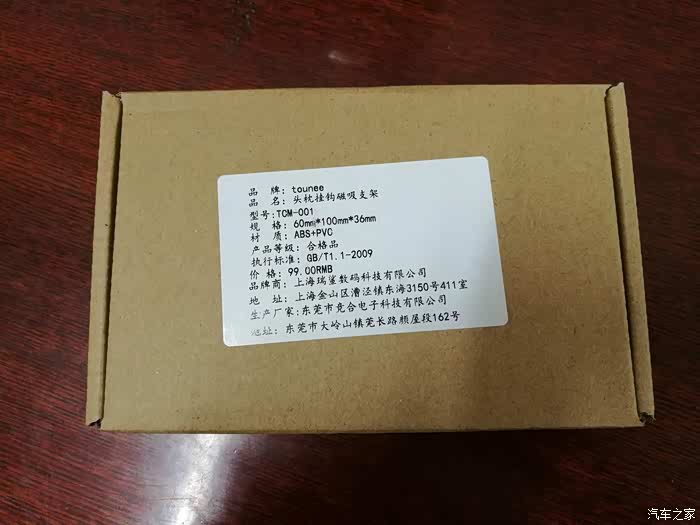 品 牌: tounee
品 名: 头枕挂钩磁吸支架
型号:TCM-001
规 格: 60mm*100mm*36mm
材 质: ABS+PVC
产品等级: 合格品
执行标准: GB/T1.1-2009
价 格: 99.00RMB
品牌商: 上海瑞鲨数码科技有限公司
地 址: 上海金山区漕泾镇东海3150号411室
生产厂家:东莞市竞合电子科技有限公司
地址: 东莞市大岭山镇莞长路颜屋段162号
汽车之家